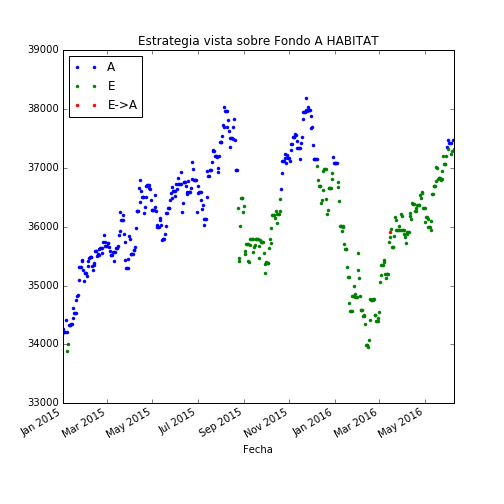 Estrategia vista sobre Fondo A HABITAT
39000
38000
37000
36000
35000
34000
33000
A
E
E->A
Jan 2015
Mar 2015
May 2015
Jul 2015
Sep 2015
Nov 2015
Jan 2016
Mar 2016
May 2016
Fecha